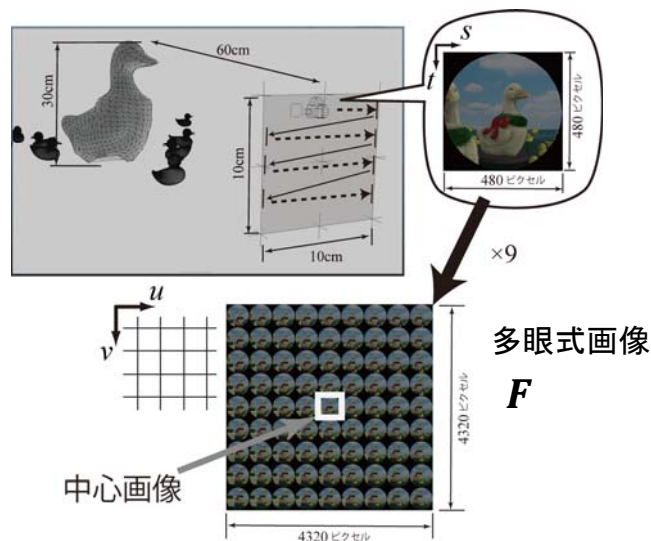 60cm
30cm
10cm
10cm
s
t
480 ピクセル
480 ピクセル
×9
u
v
多眼式画像
F
中心画像
4320 ピクセル
4320 ピクセル